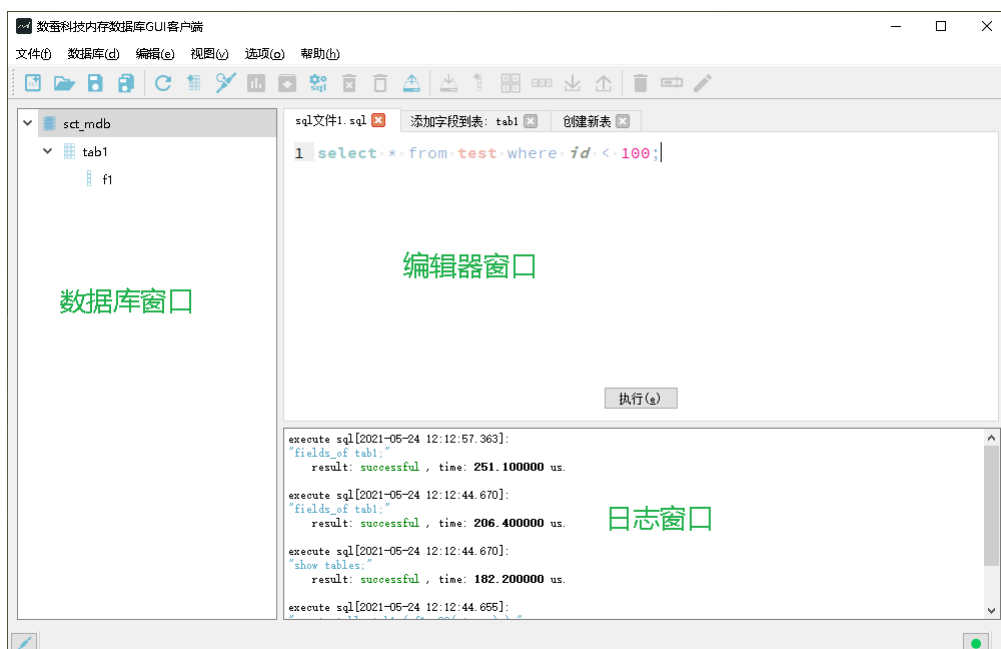 数蚕科技内存数据库GUI客户端
文件(f) 数据库(d) 编辑(e) 视图(v) 选项(o) 帮助(h)
sql
sct_mdb
tab1
f1
数据库窗口
sql文件1.sql 添加字段到表: tab1 创建新表
1 select * from test where id < 100;
编辑器窗口
执行(e)
execute sql[2021-05-24 12:12:57.363]:
"fields_of tab1;"
result: successful , time: 251.100000 us.
execute sql[2021-05-24 12:12:44.670]:
"fields_of tab1;"
result: successful , time: 206.400000 us.
日志窗口
execute sql[2021-05-24 12:12:44.670]:
"show tables;"
result: successful , time: 182.200000 us.
execute sql[2021-05-24 12:12:44.655]: